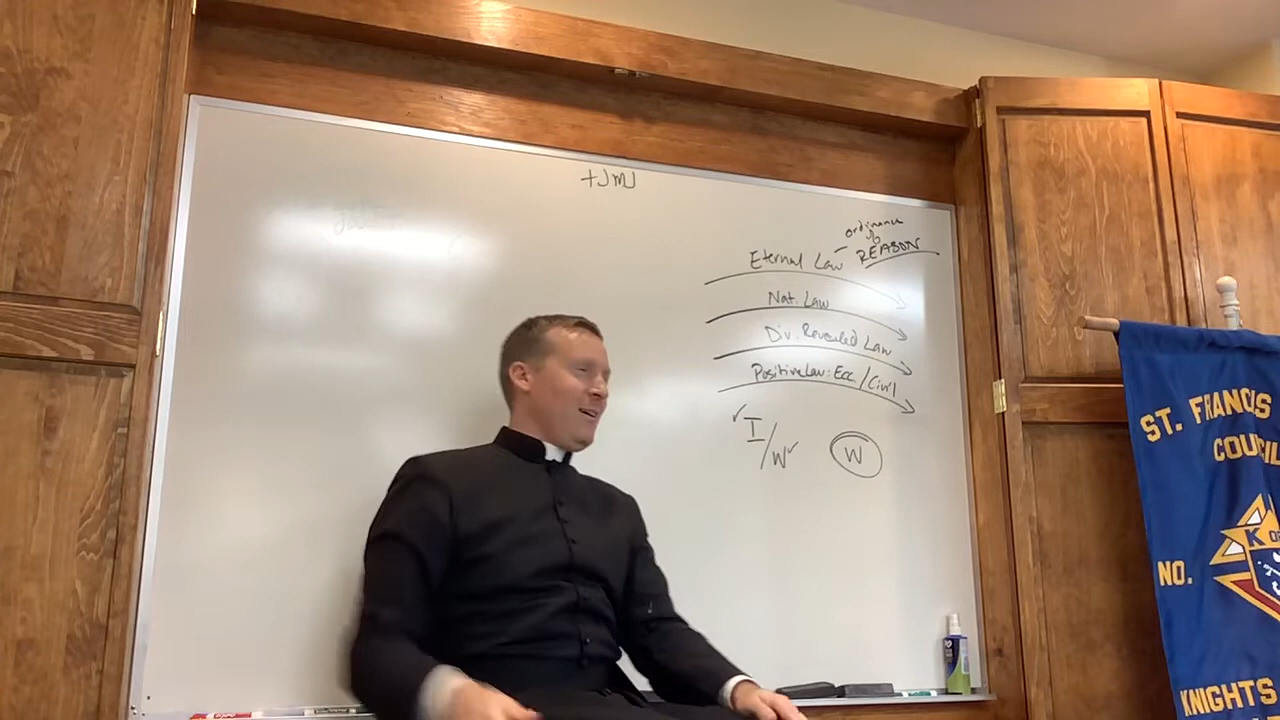 +JMJ
ordinance
of
Eternal Law - REASON
Nat. Law
Div. Revealed Law
Positive Law: Ecc. / Civil
I/W
W
ST. FRANCIS
COUNCIL
K OF
NO.
KNIGHTS